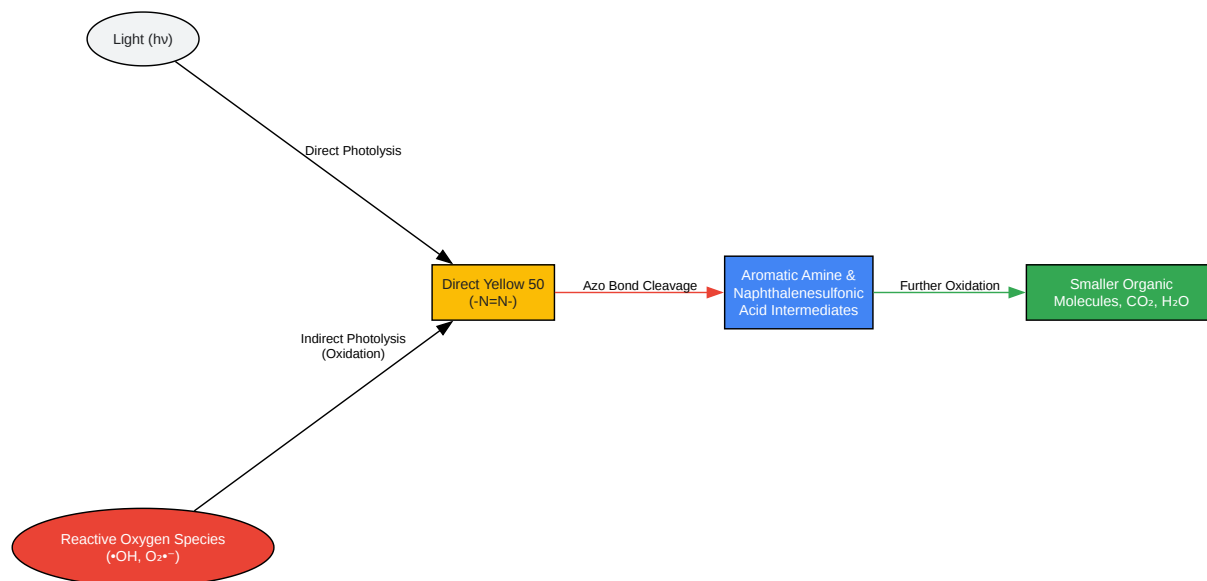 Light (hν)
Direct Photolysis
Direct Yellow 50
(-N=N-)
Azo Bond Cleavage
Aromatic Amine &
Naphthalenesulfonic
Acid Intermediates
Further Oxidation
Smaller Organic
Molecules, CO₂, H₂O
Indirect Photolysis
(Oxidation)
Reactive Oxygen Species
(•OH, O₂•⁻)